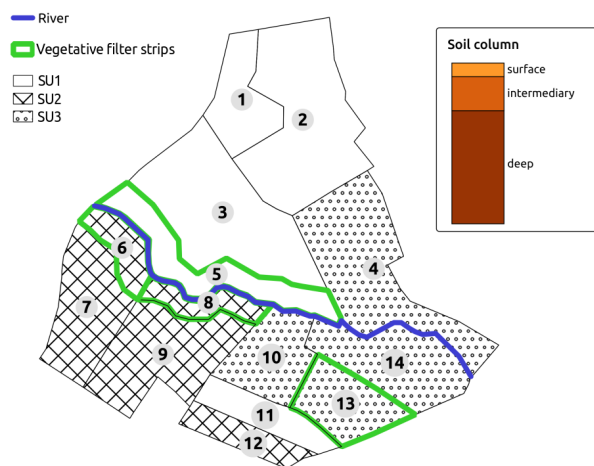 River
Vegetative filter strips
SU1
SU2
SU3
Soil column
surface
intermediary
deep
1
2
3
4
5
6
7
8
9
10
11
12
13
14